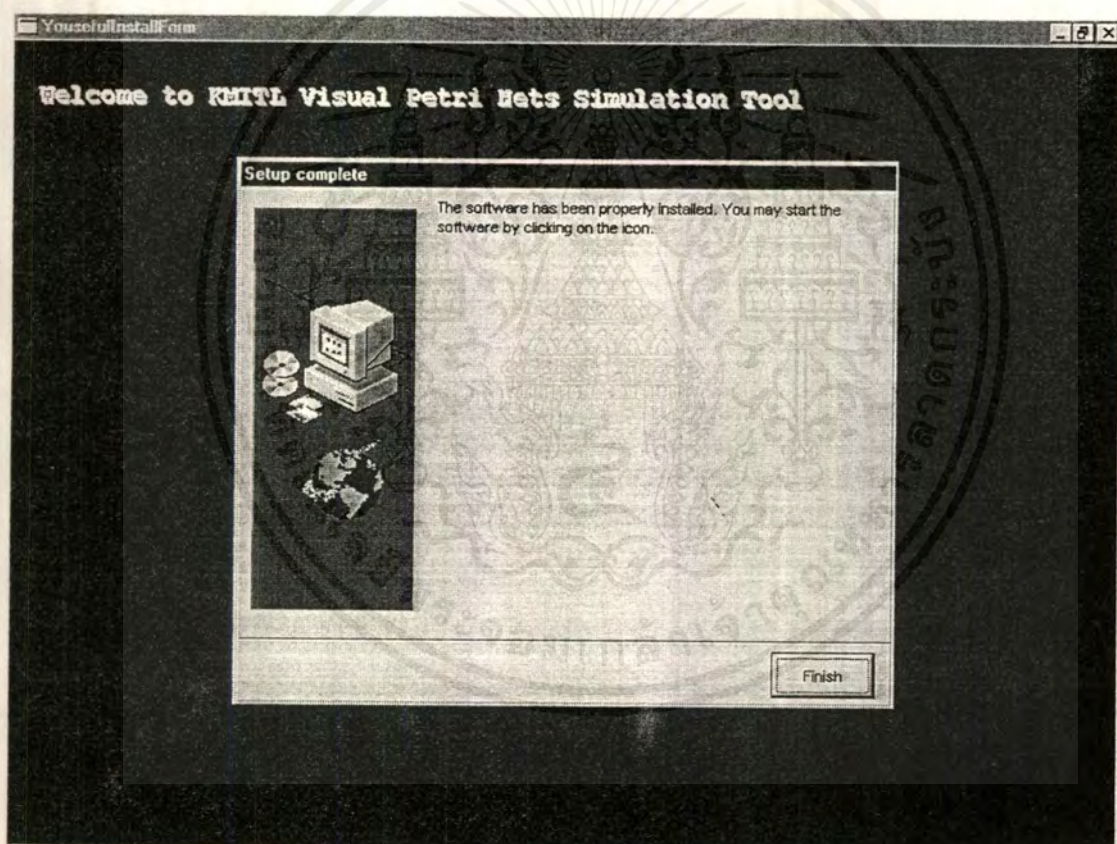 YousefulInstallForm
Welcome to KMITL Visual Petri Nets Simulation Tool
Setup complete
The software has been properly installed. You may start the
software by clicking on the icon.
Finish